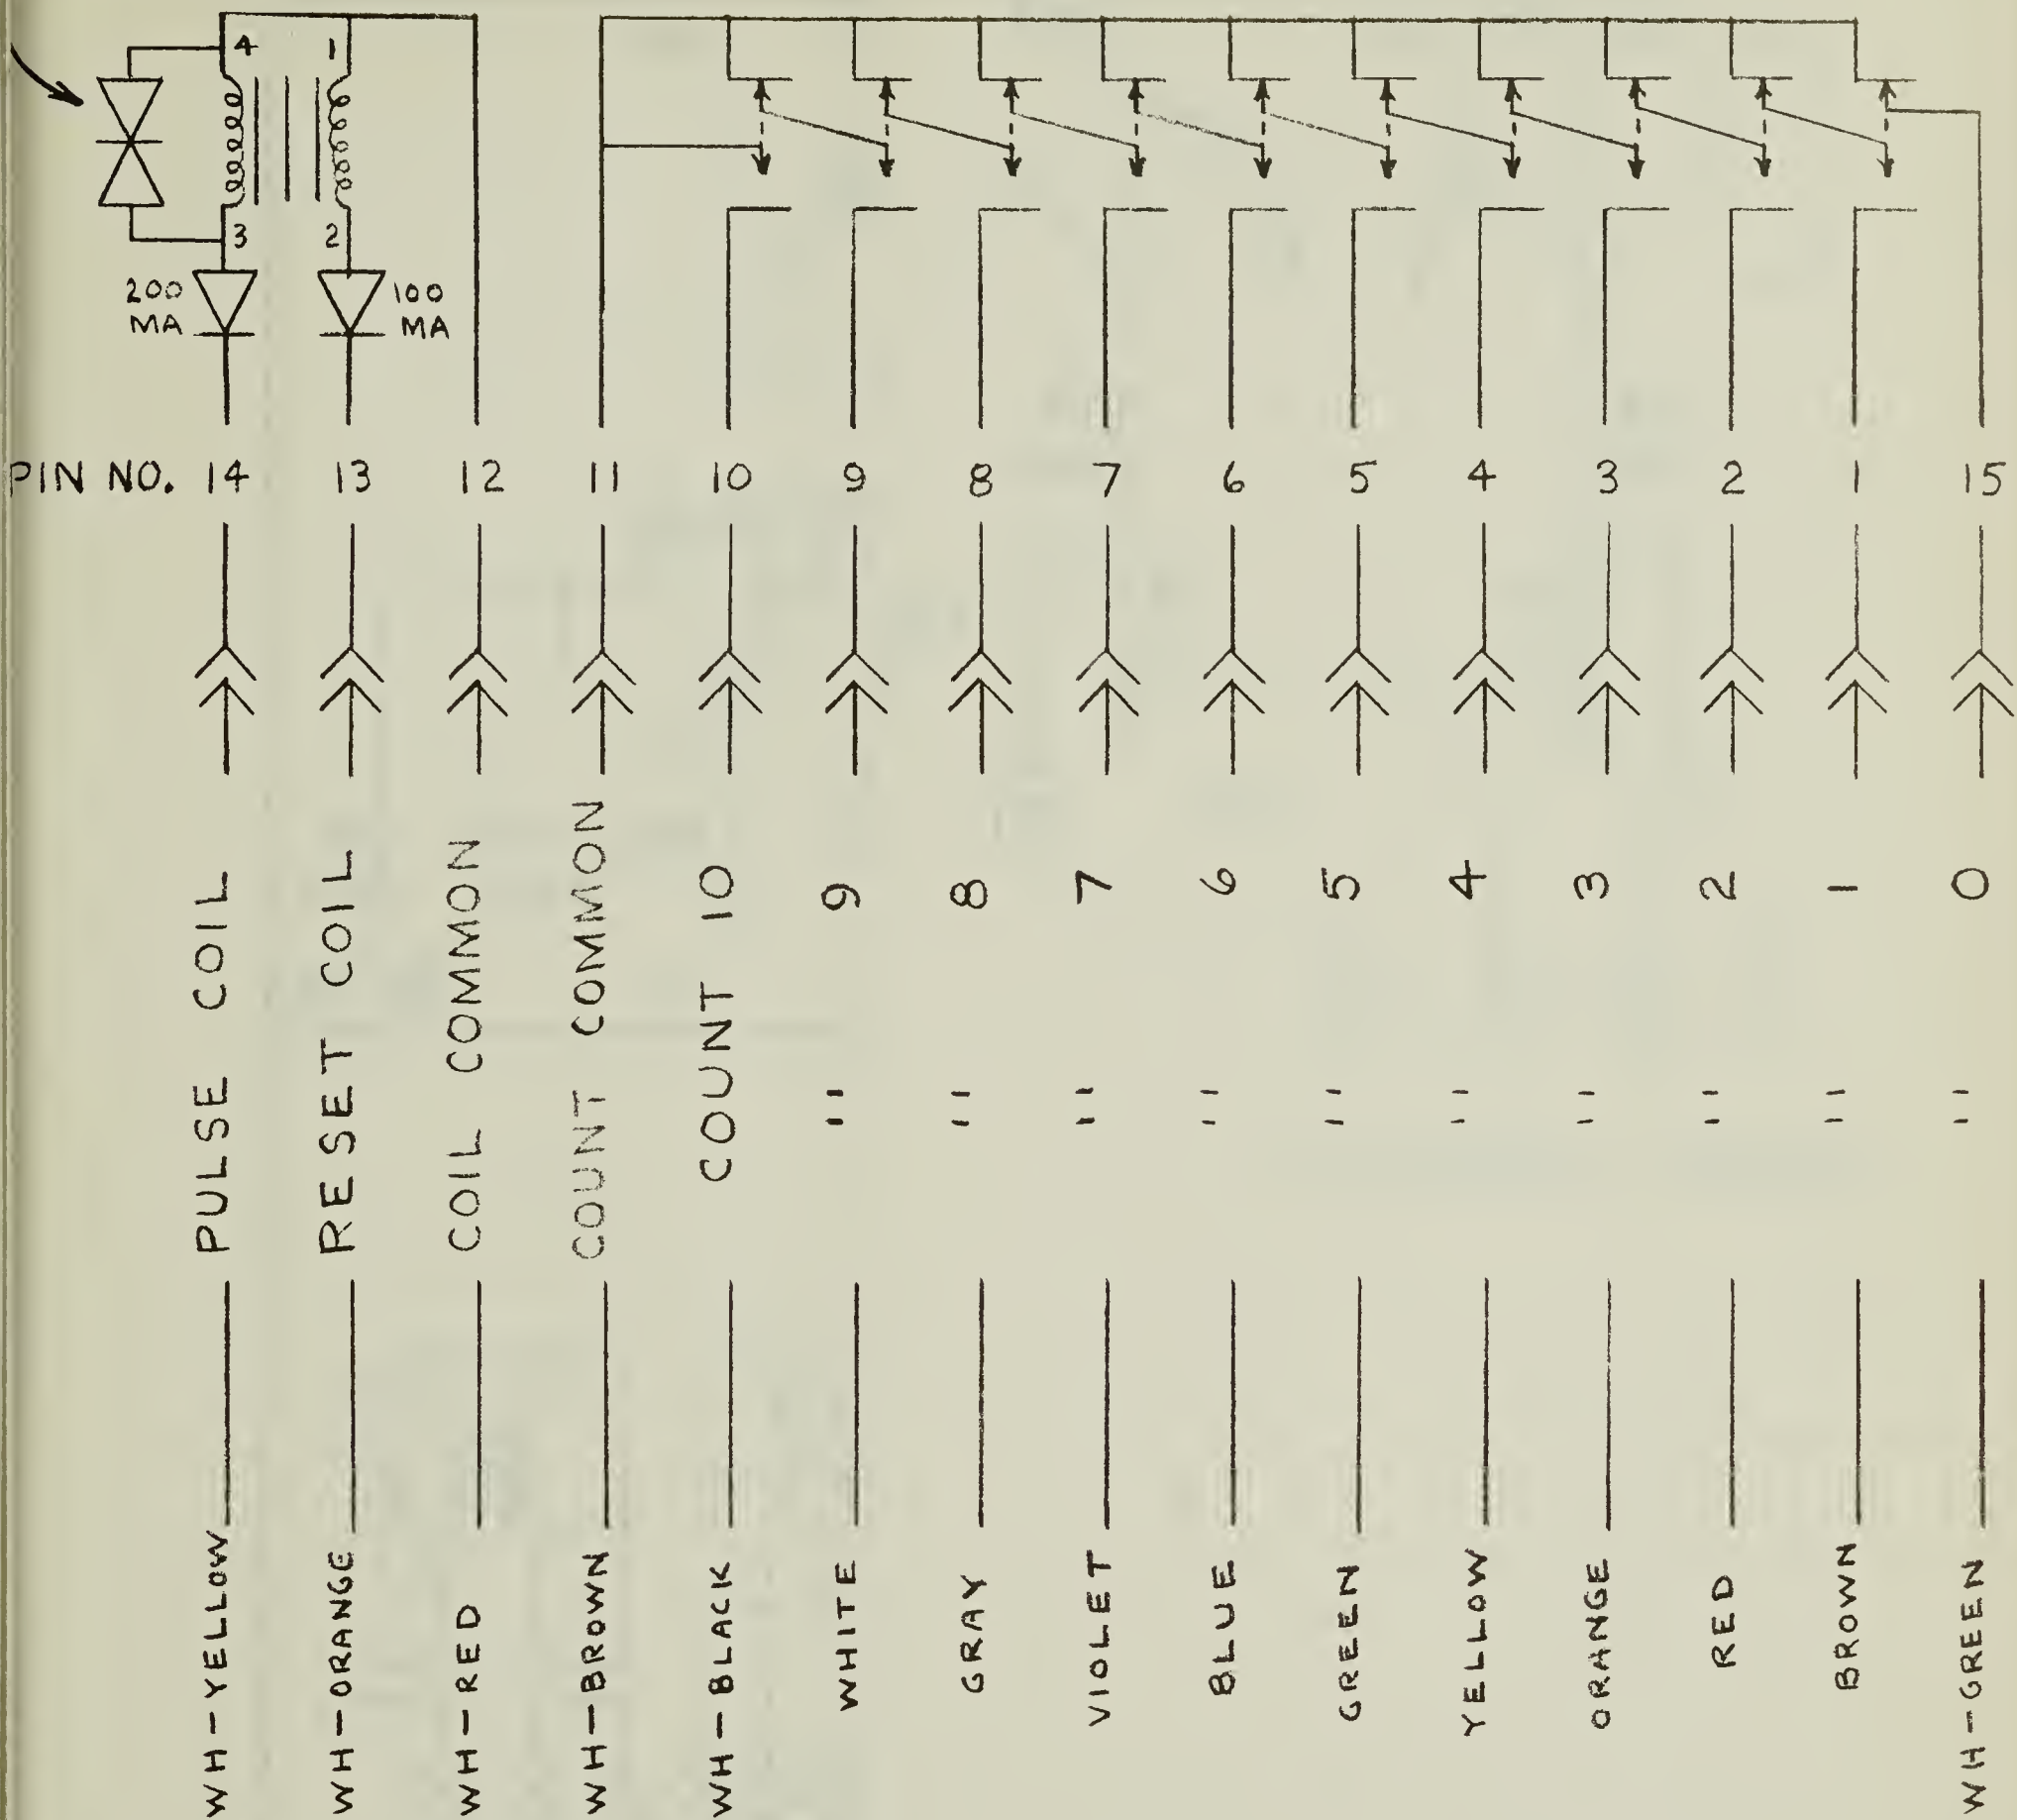 4 1
3 2
200 MA
100 MA
PIN NO. 14 13 12 11 10 9 8 7 6 5 4 3 2 1 15
PULSE COIL
RESET COIL
COIL COMMON
COUNT COMMON
COUNT 10
" 9
" 8
" 7
" 6
" 5
" 4
" 3
" 2
" 1
" 0
WH-YELLOW
WH-ORANGE
WH-RED
WH-BROWN
WH-BLACK
WHITE
GRAY
VIOLET
BLUE
GREEN
YELLOW
ORANGE
RED
BROWN
WH-GREEN